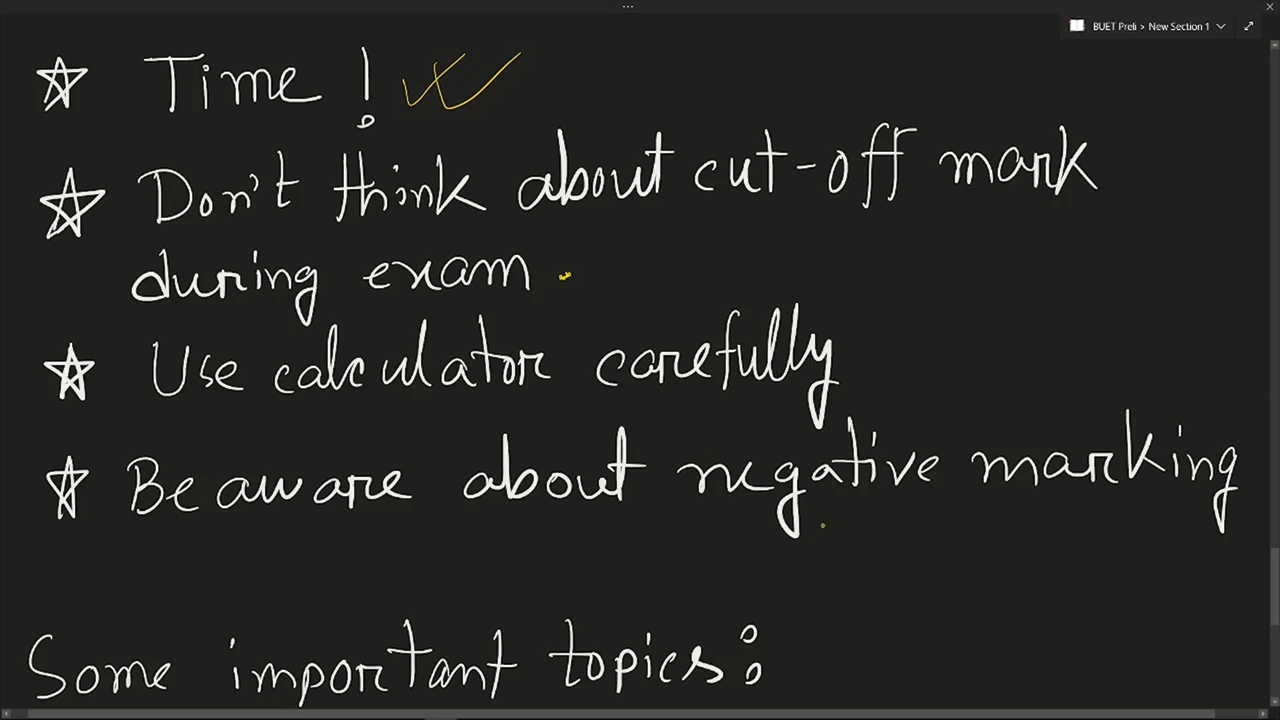 BUET Preli > New Section 1
☆ Time !
☆ Don't think about cut-off mark
during exam.
☆ Use calculator carefully
☆ Be aware about negative marking
Some important topics: